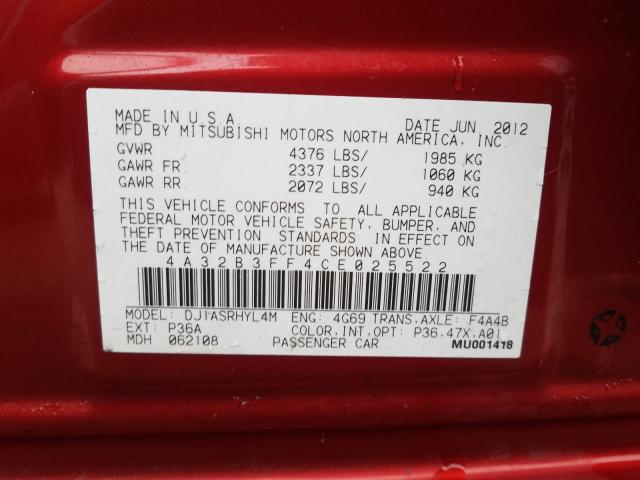 MADE IN U.S.A DATE JUN. 2012
MFD BY MITSUBISHI MOTORS NORTH AMERICA, INC.
GVWR 4376 LBS/ 1985 KG
GAWR FR 2337 LBS/ 1060 KG
GAWR RR 2072 LBS/ 940 KG
THIS VEHICLE CONFORMS TO ALL APPLICABLE
FEDERAL MOTOR VEHICLE SAFETY, BUMPER, AND
THEFT PREVENTION STANDARDS IN EFFECT ON
THE DATE OF MANUFACTURE SHOWN ABOVE
4A32B3FF4CE025522
MODEL: DJ1ASRHYL4M ENG: 4G69 TRANS,AXLE: F4A4B
EXT: P36A COLOR,INT,OPT: P36,47X,A01
MDH 062108 PASSENGER CAR MU001418